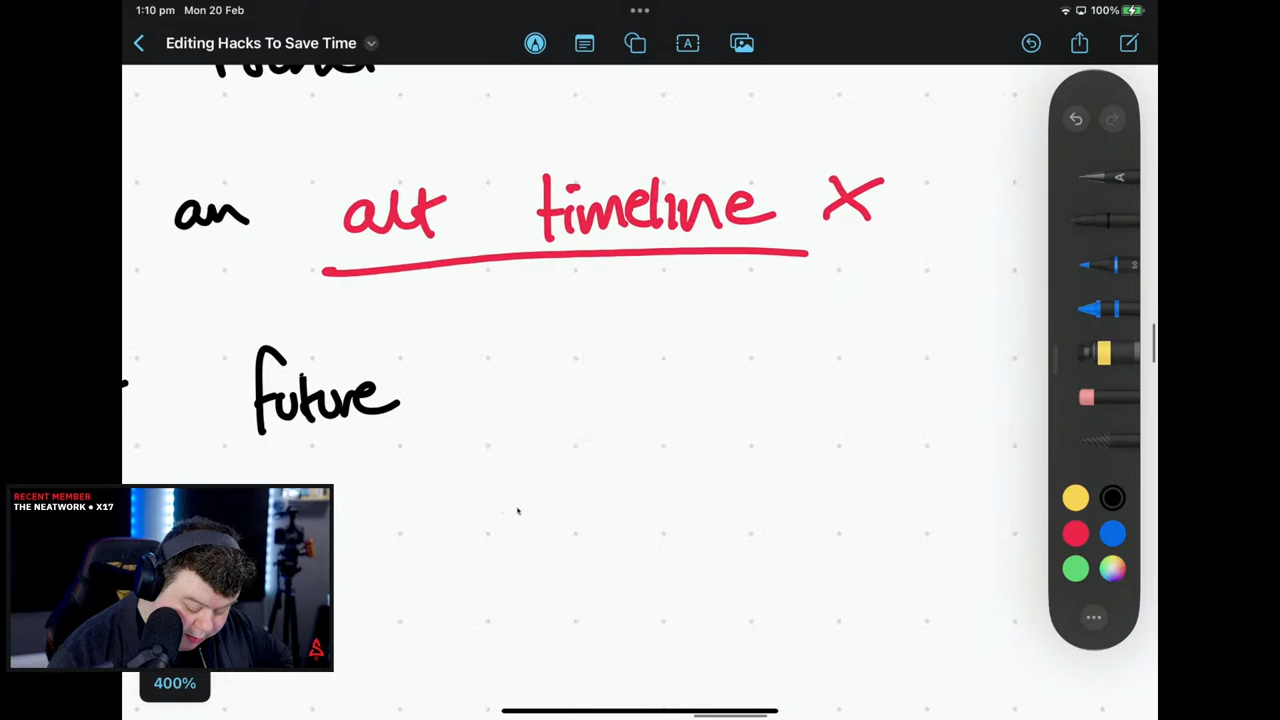 1:10 pm Mon 20 Feb
100%
Editing Hacks To Save Time
A
an alt timeline X
50
future
RECENT MEMBER
THE NEATWORK ● X17
400%